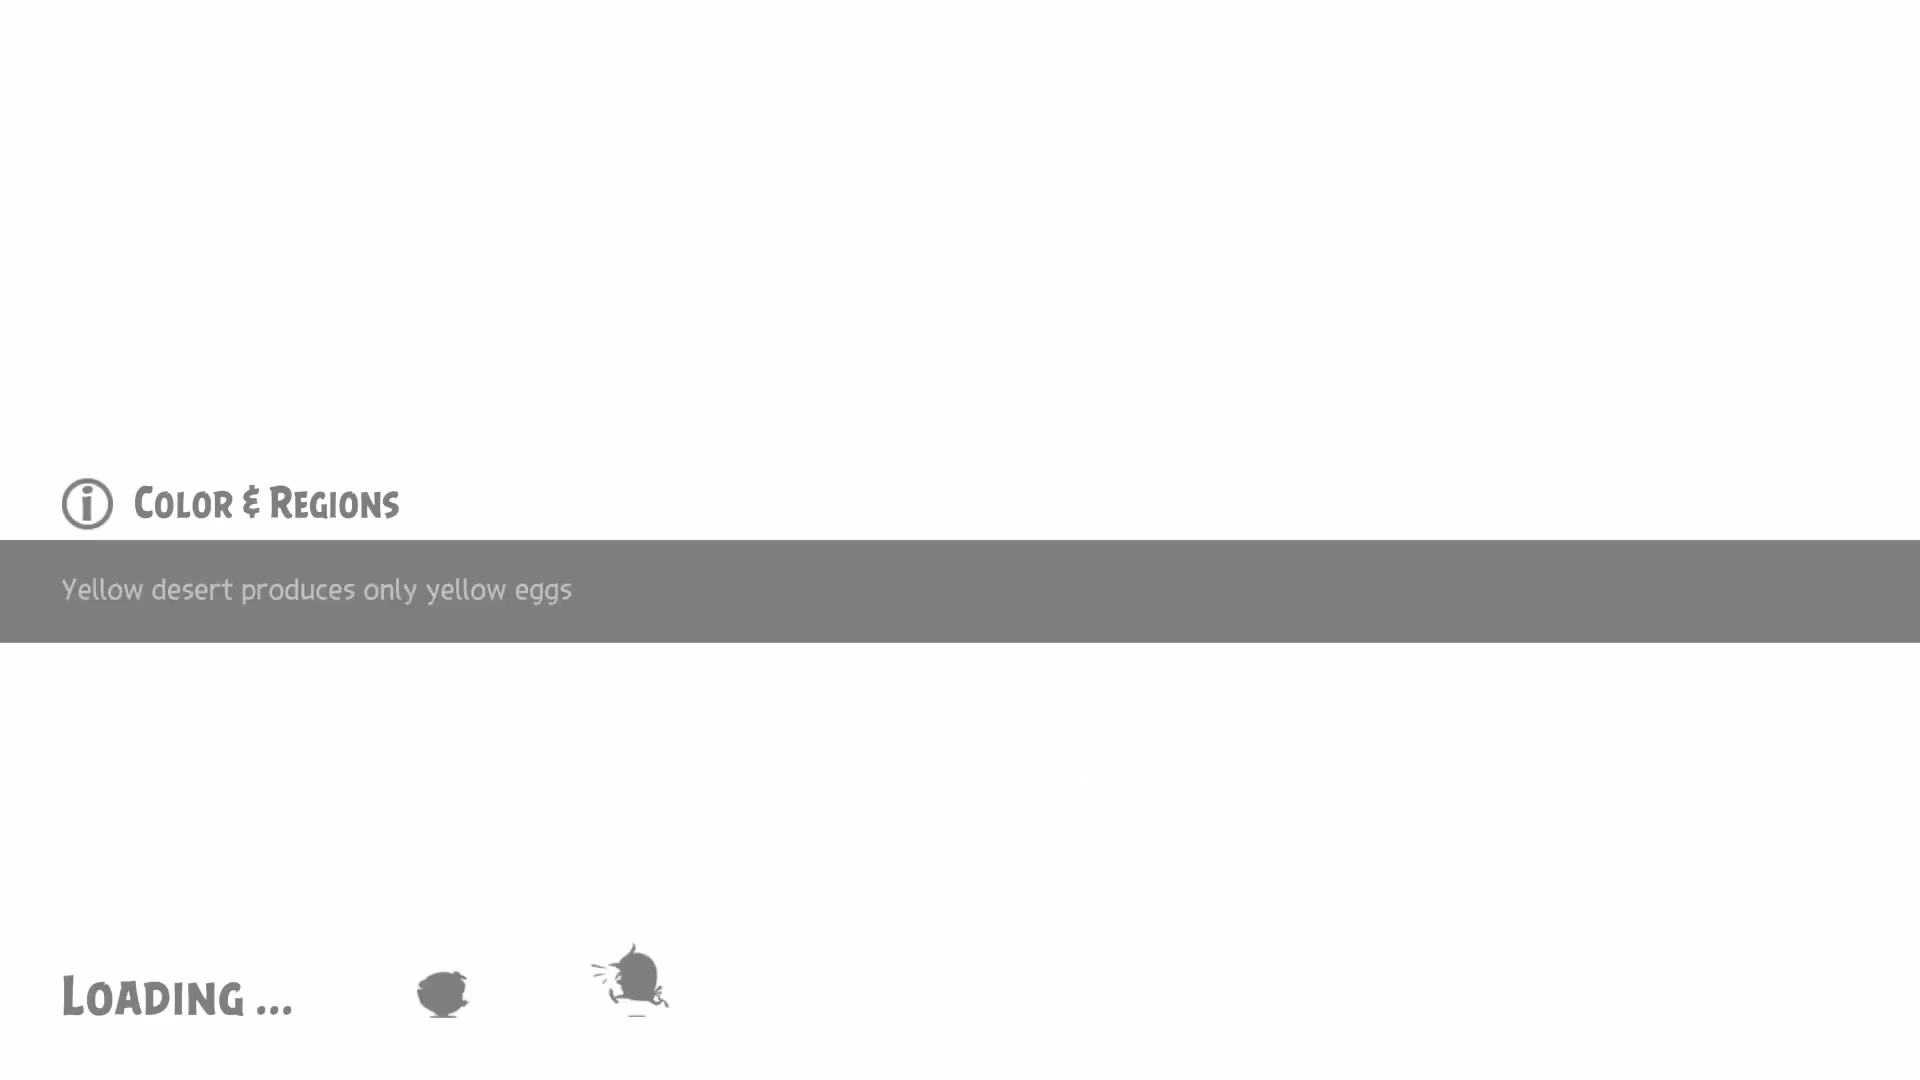 Color & Regions
Yellow desert produces only yellow eggs
Loading ...